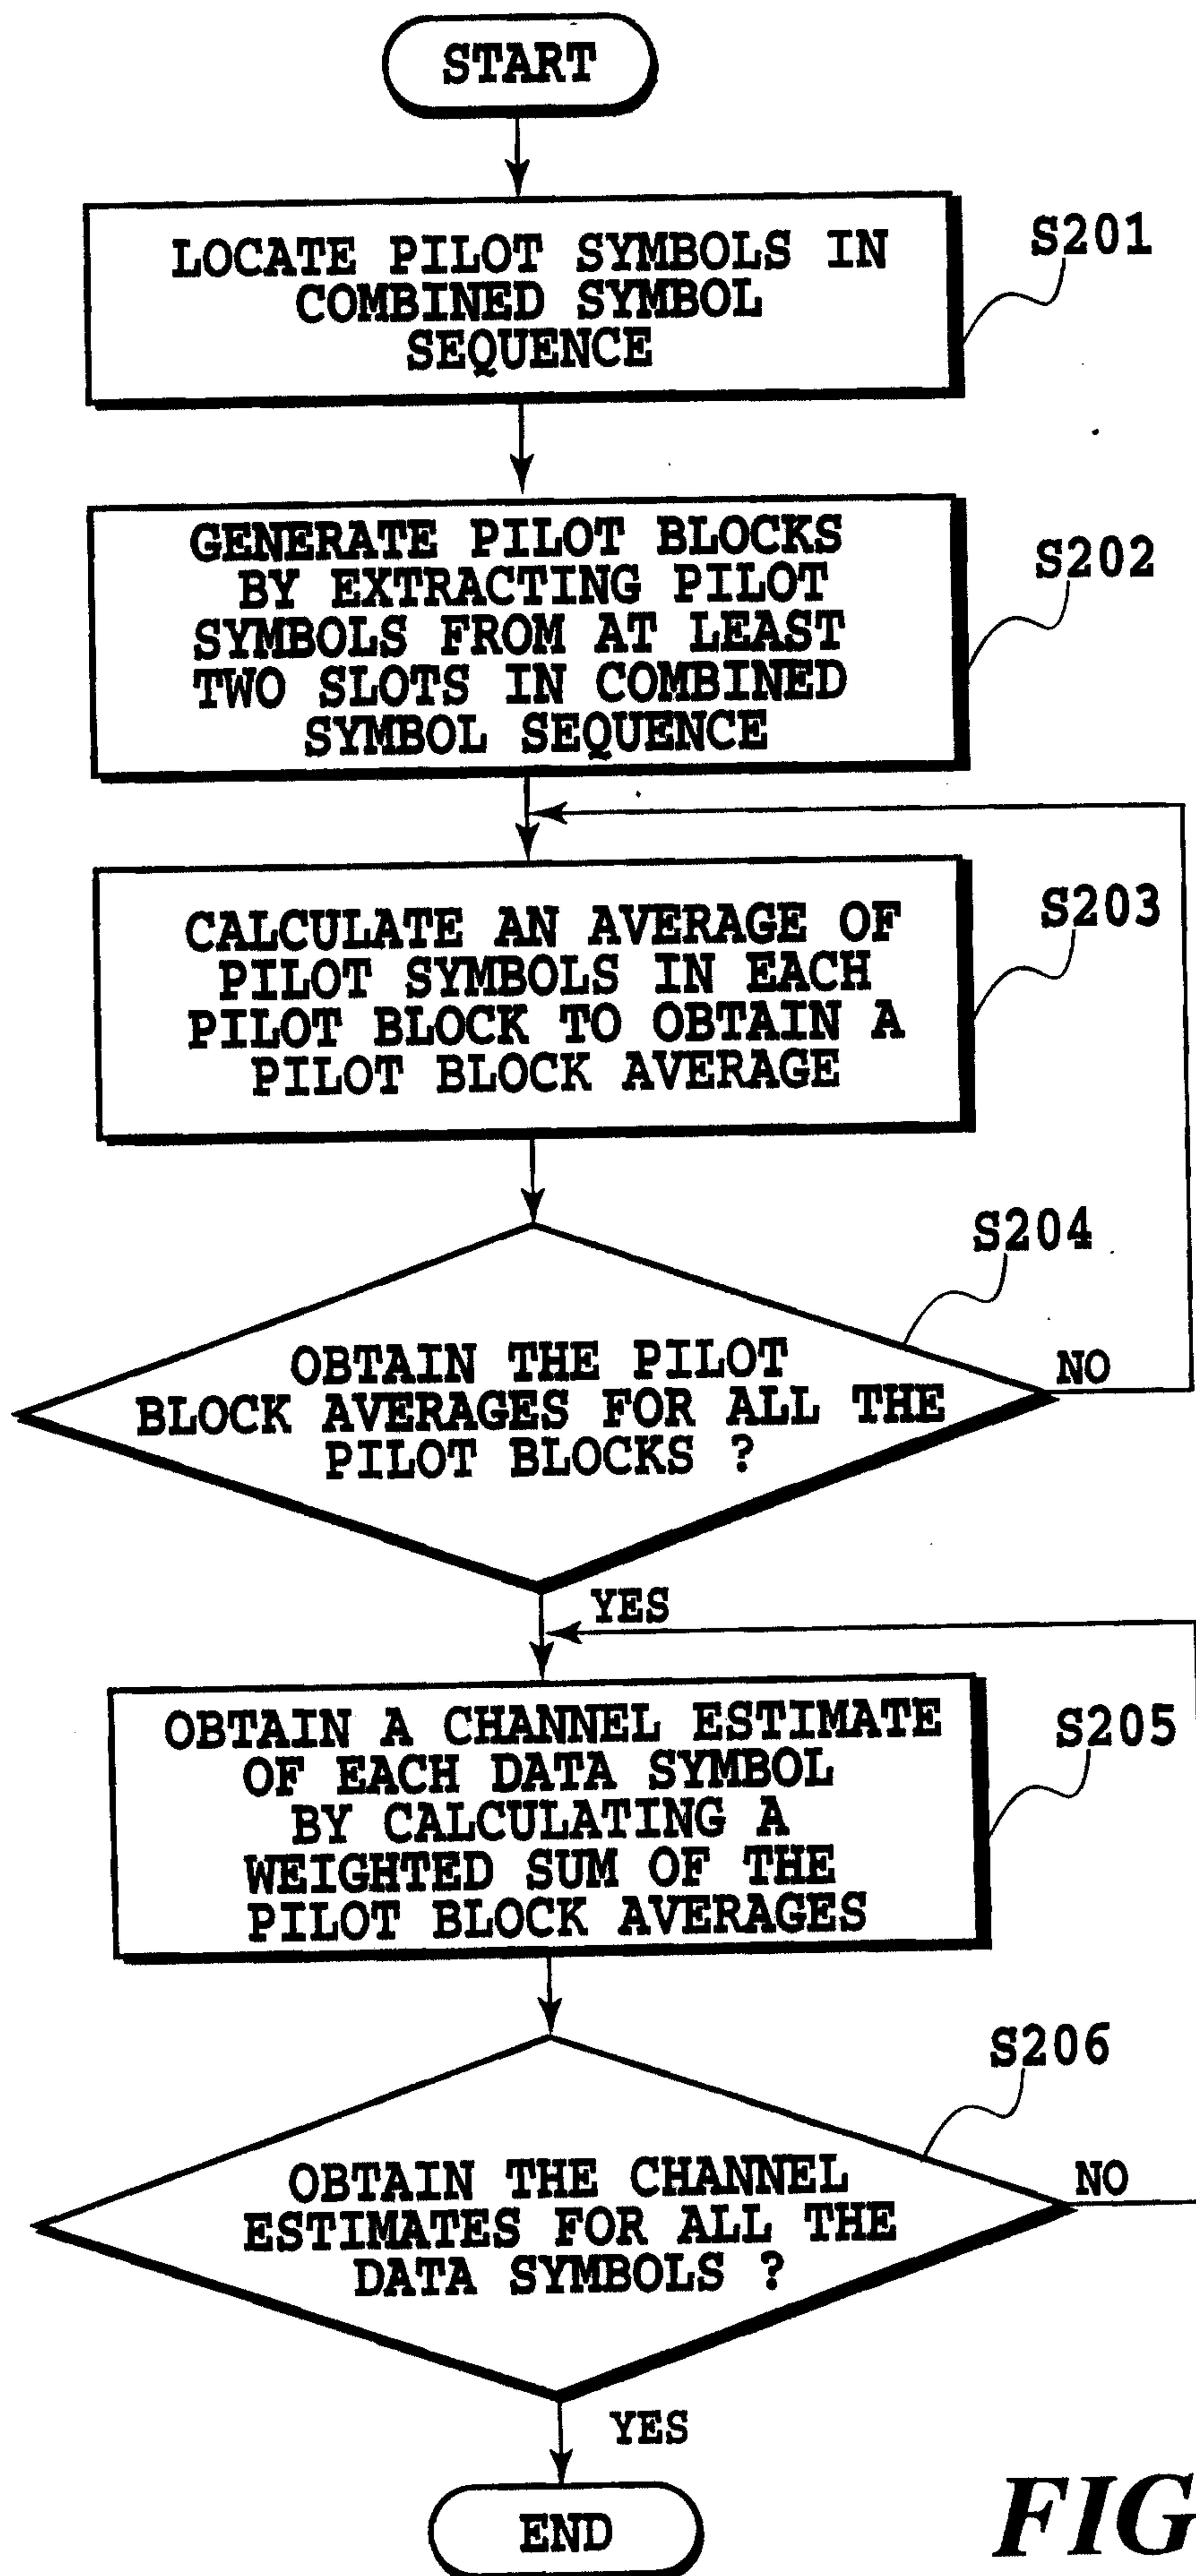 START
LOCATE PILOT SYMBOLS IN
COMBINED SYMBOL
SEQUENCE
S201
GENERATE PILOT BLOCKS
BY EXTRACTING PILOT
SYMBOLS FROM AT LEAST
TWO SLOTS IN COMBINED
SYMBOL SEQUENCE
S202
CALCULATE AN AVERAGE OF
PILOT SYMBOLS IN EACH
PILOT BLOCK TO OBTAIN A
PILOT BLOCK AVERAGE
S203
S204
OBTAIN THE PILOT
BLOCK AVERAGES FOR ALL THE
PILOT BLOCKS ?
NO
YES
OBTAIN A CHANNEL ESTIMATE
OF EACH DATA SYMBOL
BY CALCULATING A
WEIGHTED SUM OF THE
PILOT BLOCK AVERAGES
S205
S206
OBTAIN THE CHANNEL
ESTIMATES FOR ALL THE
DATA SYMBOLS ?
NO
YES
END
FIG